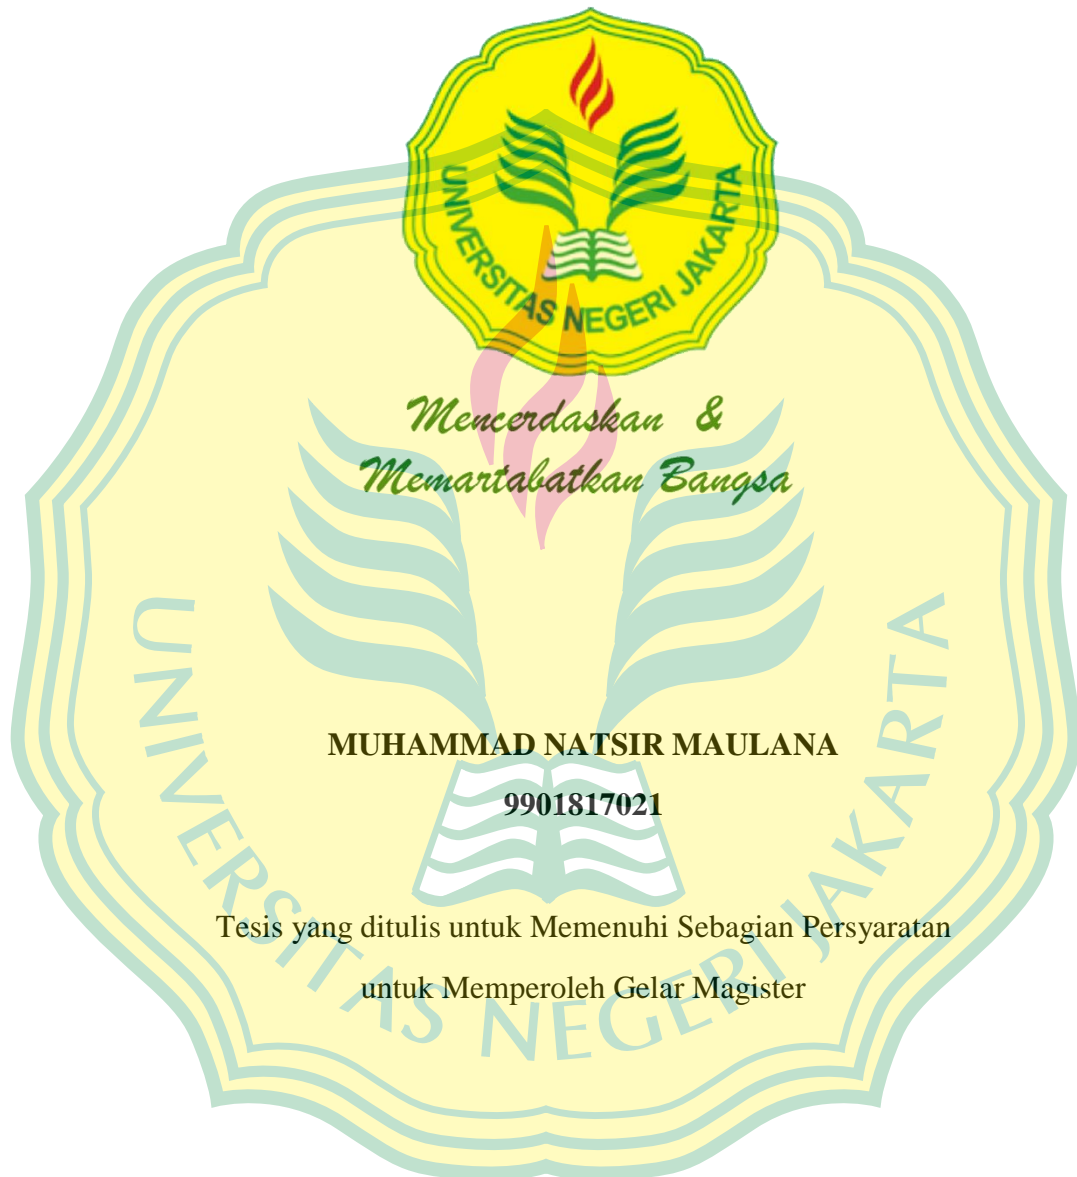 UNIVERSITAS NEGERI JAKARTA
Mencerdaskan &
Memartabatkan Bangsa
MUHAMMAD NATSIR MAULANA
9901817021
Tesis yang ditulis untuk Memenuhi Sebagian Persyaratan
untuk Memperoleh Gelar Magister
UNIVERSITAS NEGERI JAKARTA